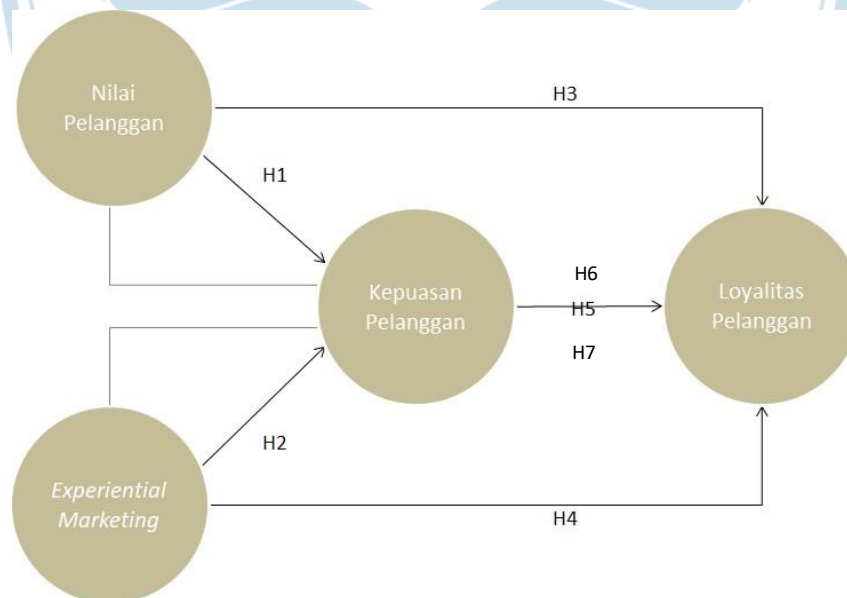 Nilai
Pelanggan
H3
H1
Kepuasan
Pelanggan
H6
H5
H7
Loyalitas
Pelanggan
H2
Experiential
Marketing
H4